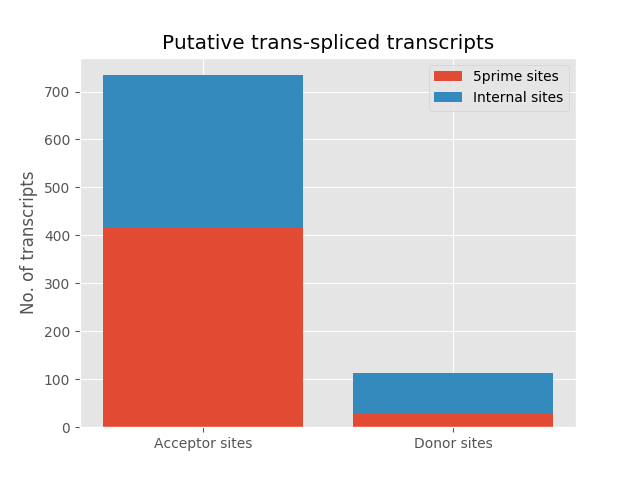 Putative trans-spliced transcripts
5prime sites
Internal sites
No. of transcripts
700
600
500
400
300
200
100
0
Acceptor sites
Donor sites